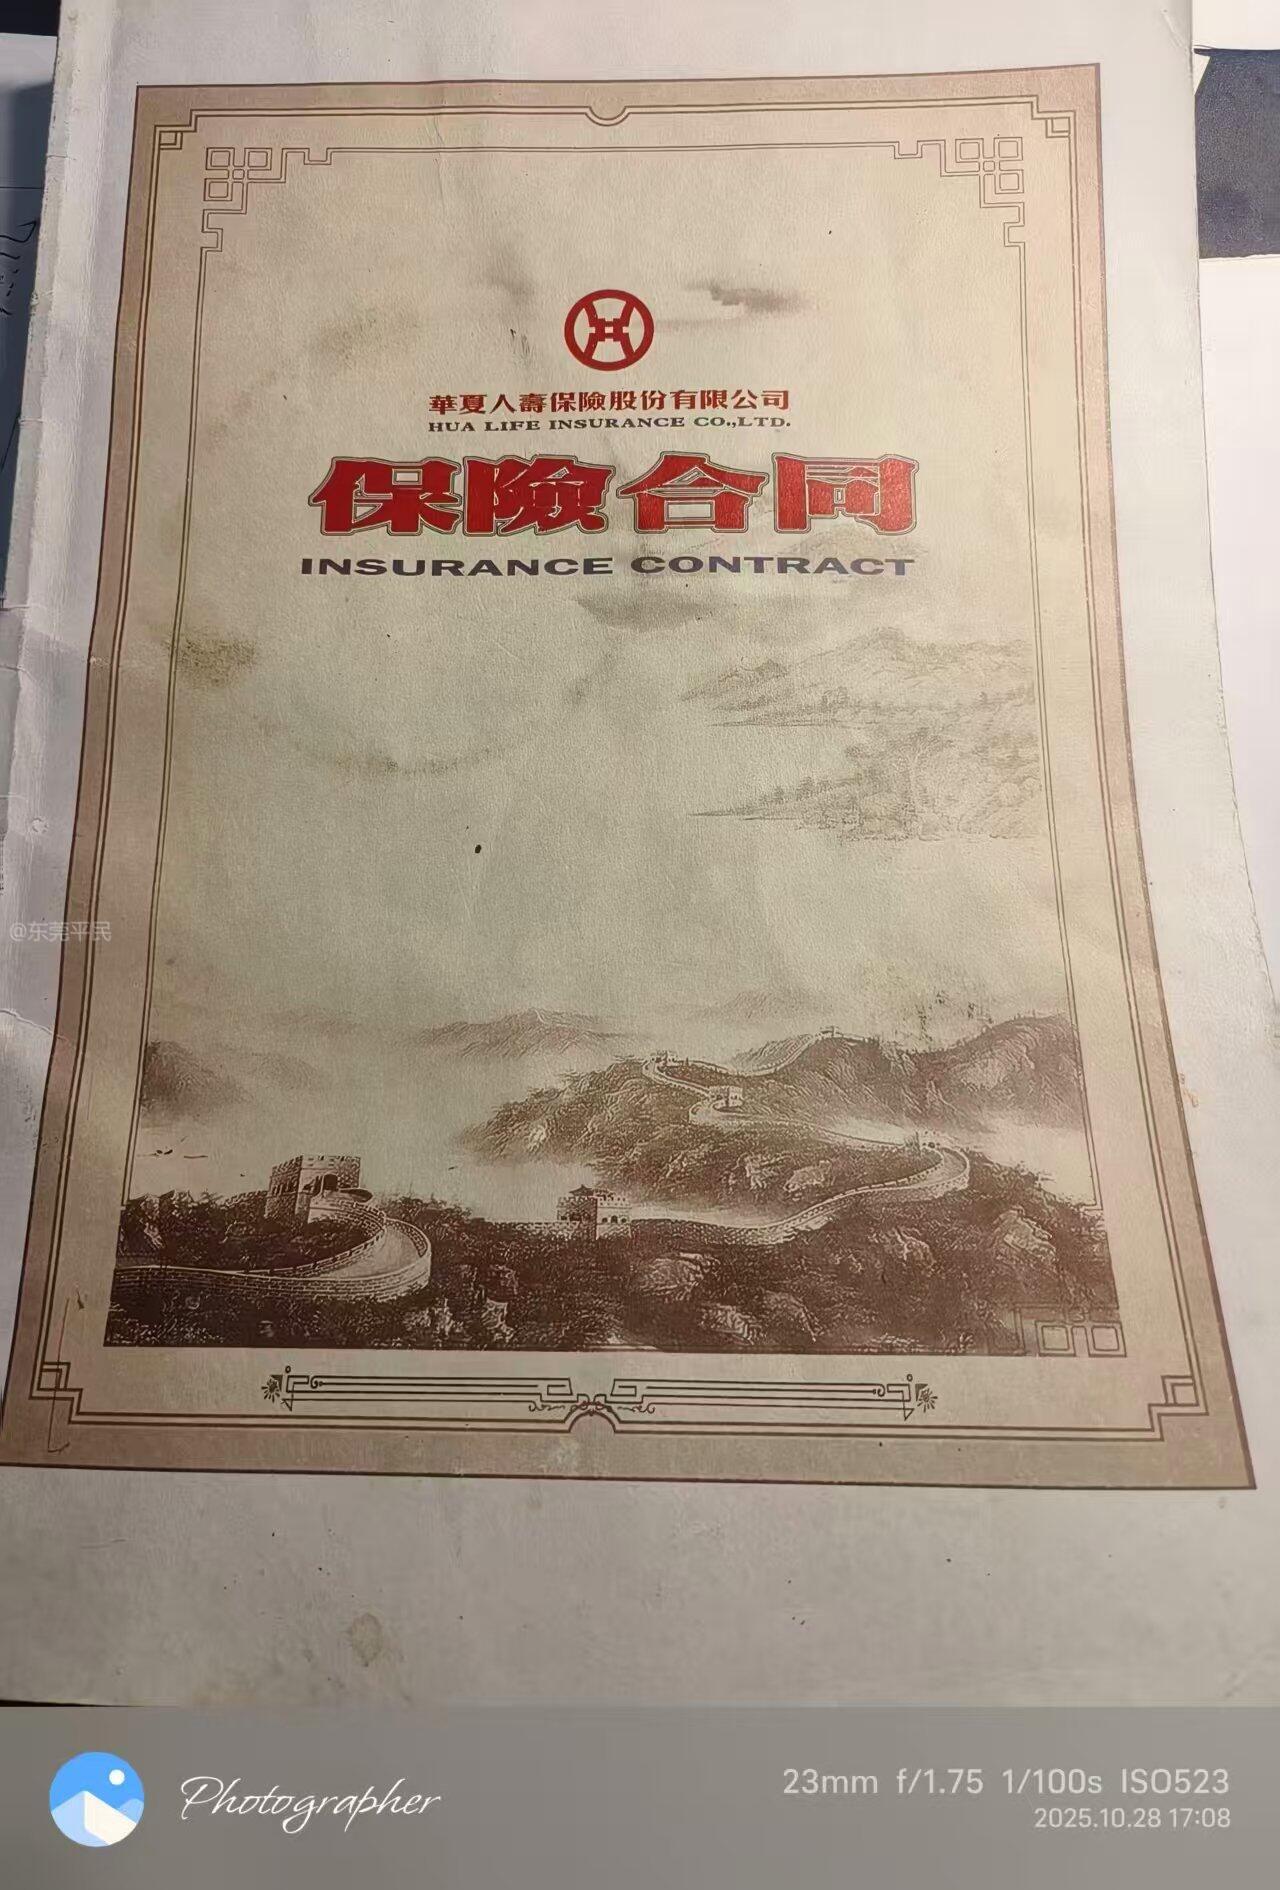 華夏人壽保險股份有限公司
HUA LIFE INSURANCE CO.,LTD.
保險合同
INSURANCE CONTRACT
@东莞平民
Photographer
23mm f/1.75 1/100s ISO523
2025.10.28 17:08